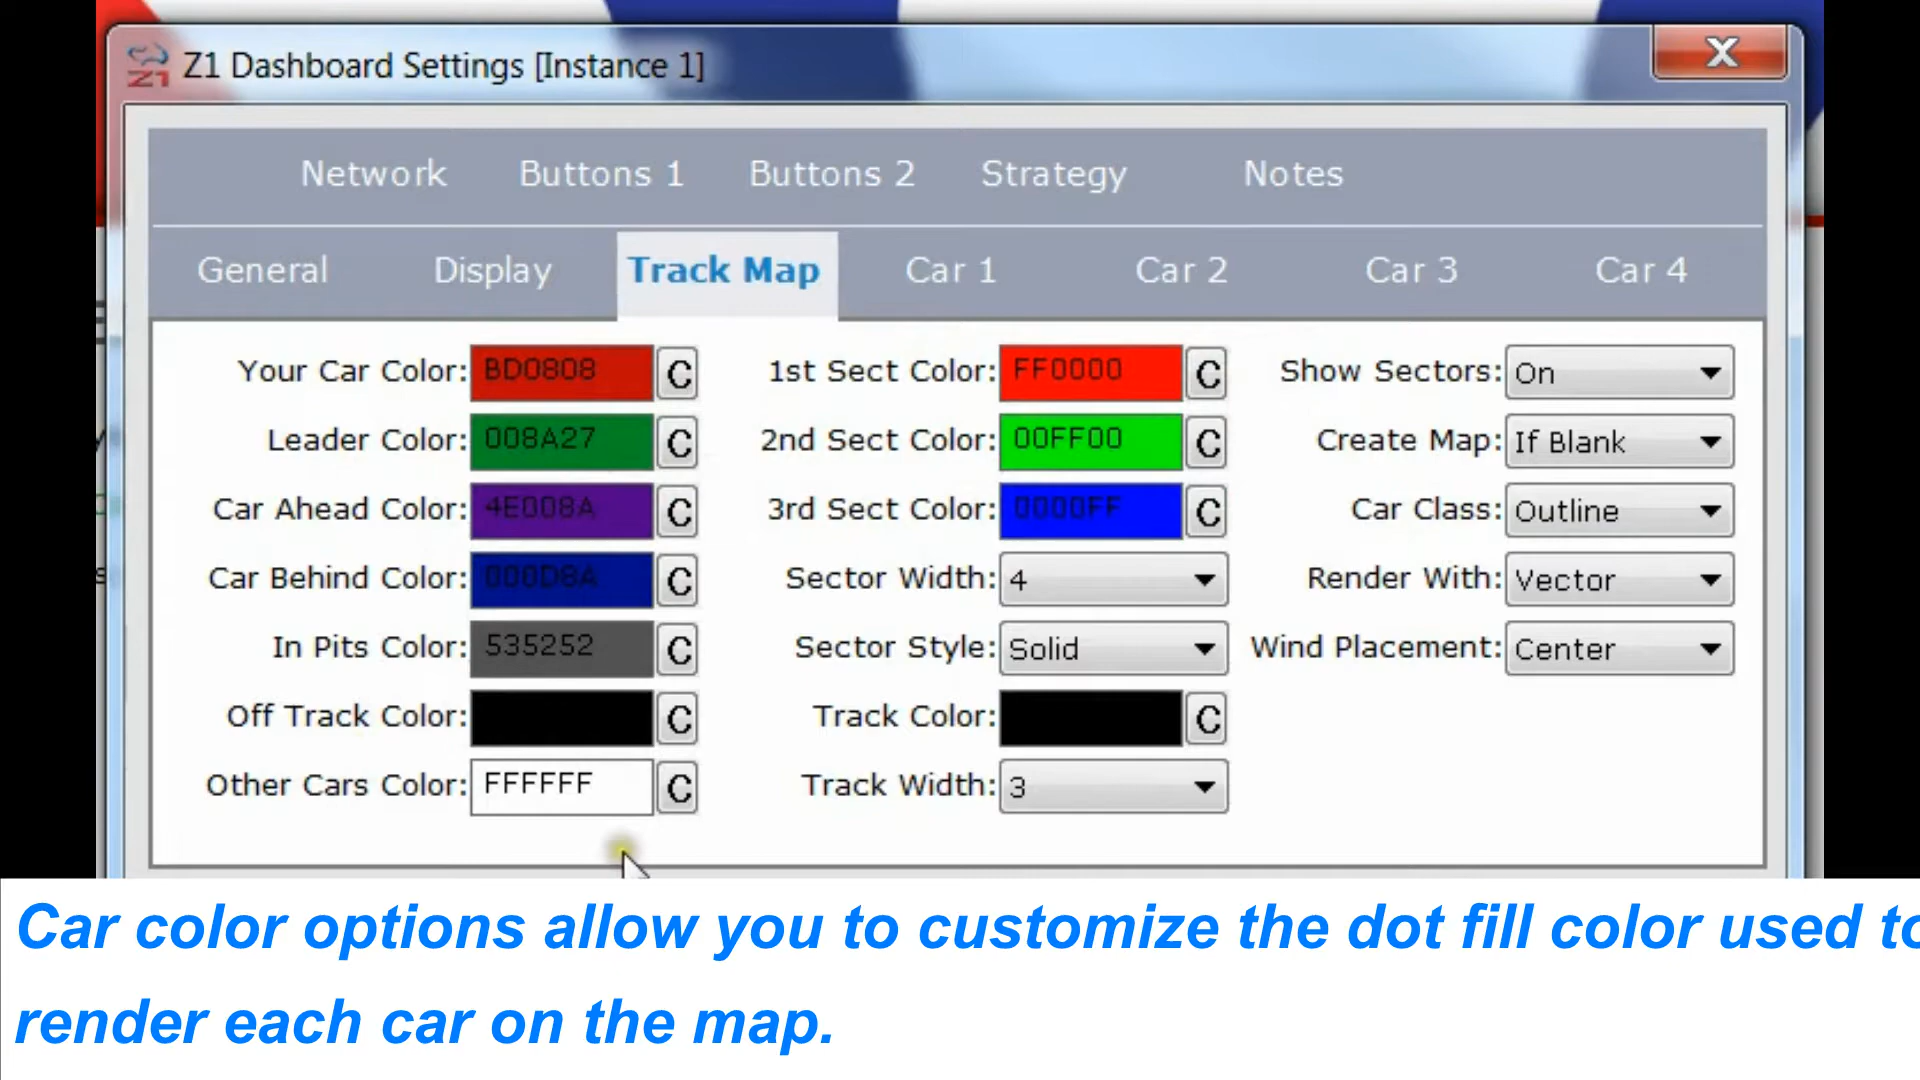 Z1 Dashboard Settings [Instance 1]
X
Z1
Network Buttons 1 Buttons 2 Strategy Notes
General Display Track Map Car 1 Car 2 Car 3 Car 4
Your Car Color: BD0808 C 1st Sect Color: FF0000 C Show Sectors: On
Leader Color: 008A27 C 2nd Sect Color: 00FF00 C Create Map: If Blank
Car Ahead Color: 4E008A C 3rd Sect Color: 0000FF C Car Class: Outline
Car Behind Color: 000D8A C Sector Width: 4 Render With: Vector
In Pits Color: 535252 C Sector Style: Solid Wind Placement: Center
Off Track Color: C Track Color: C
Other Cars Color: FFFFFF C Track Width: 3
Car color options allow you to customize the dot fill color used to
render each car on the map.